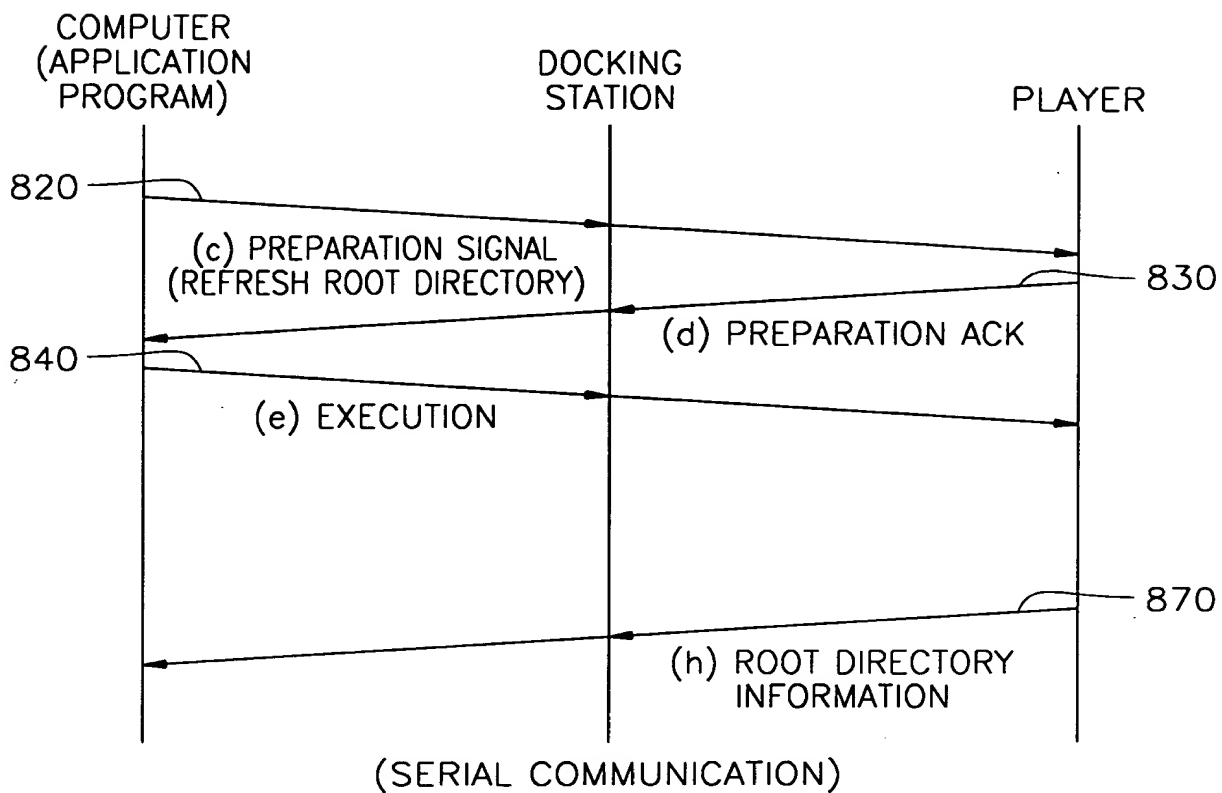 COMPUTER
(APPLICATION
PROGRAM)
DOCKING
STATION
PLAYER
820
(c) PREPARATION SIGNAL
(REFRESH ROOT DIRECTORY)
830
(d) PREPARATION ACK
840
(e) EXECUTION
870
(h) ROOT DIRECTORY
INFORMATION
(SERIAL COMMUNICATION)